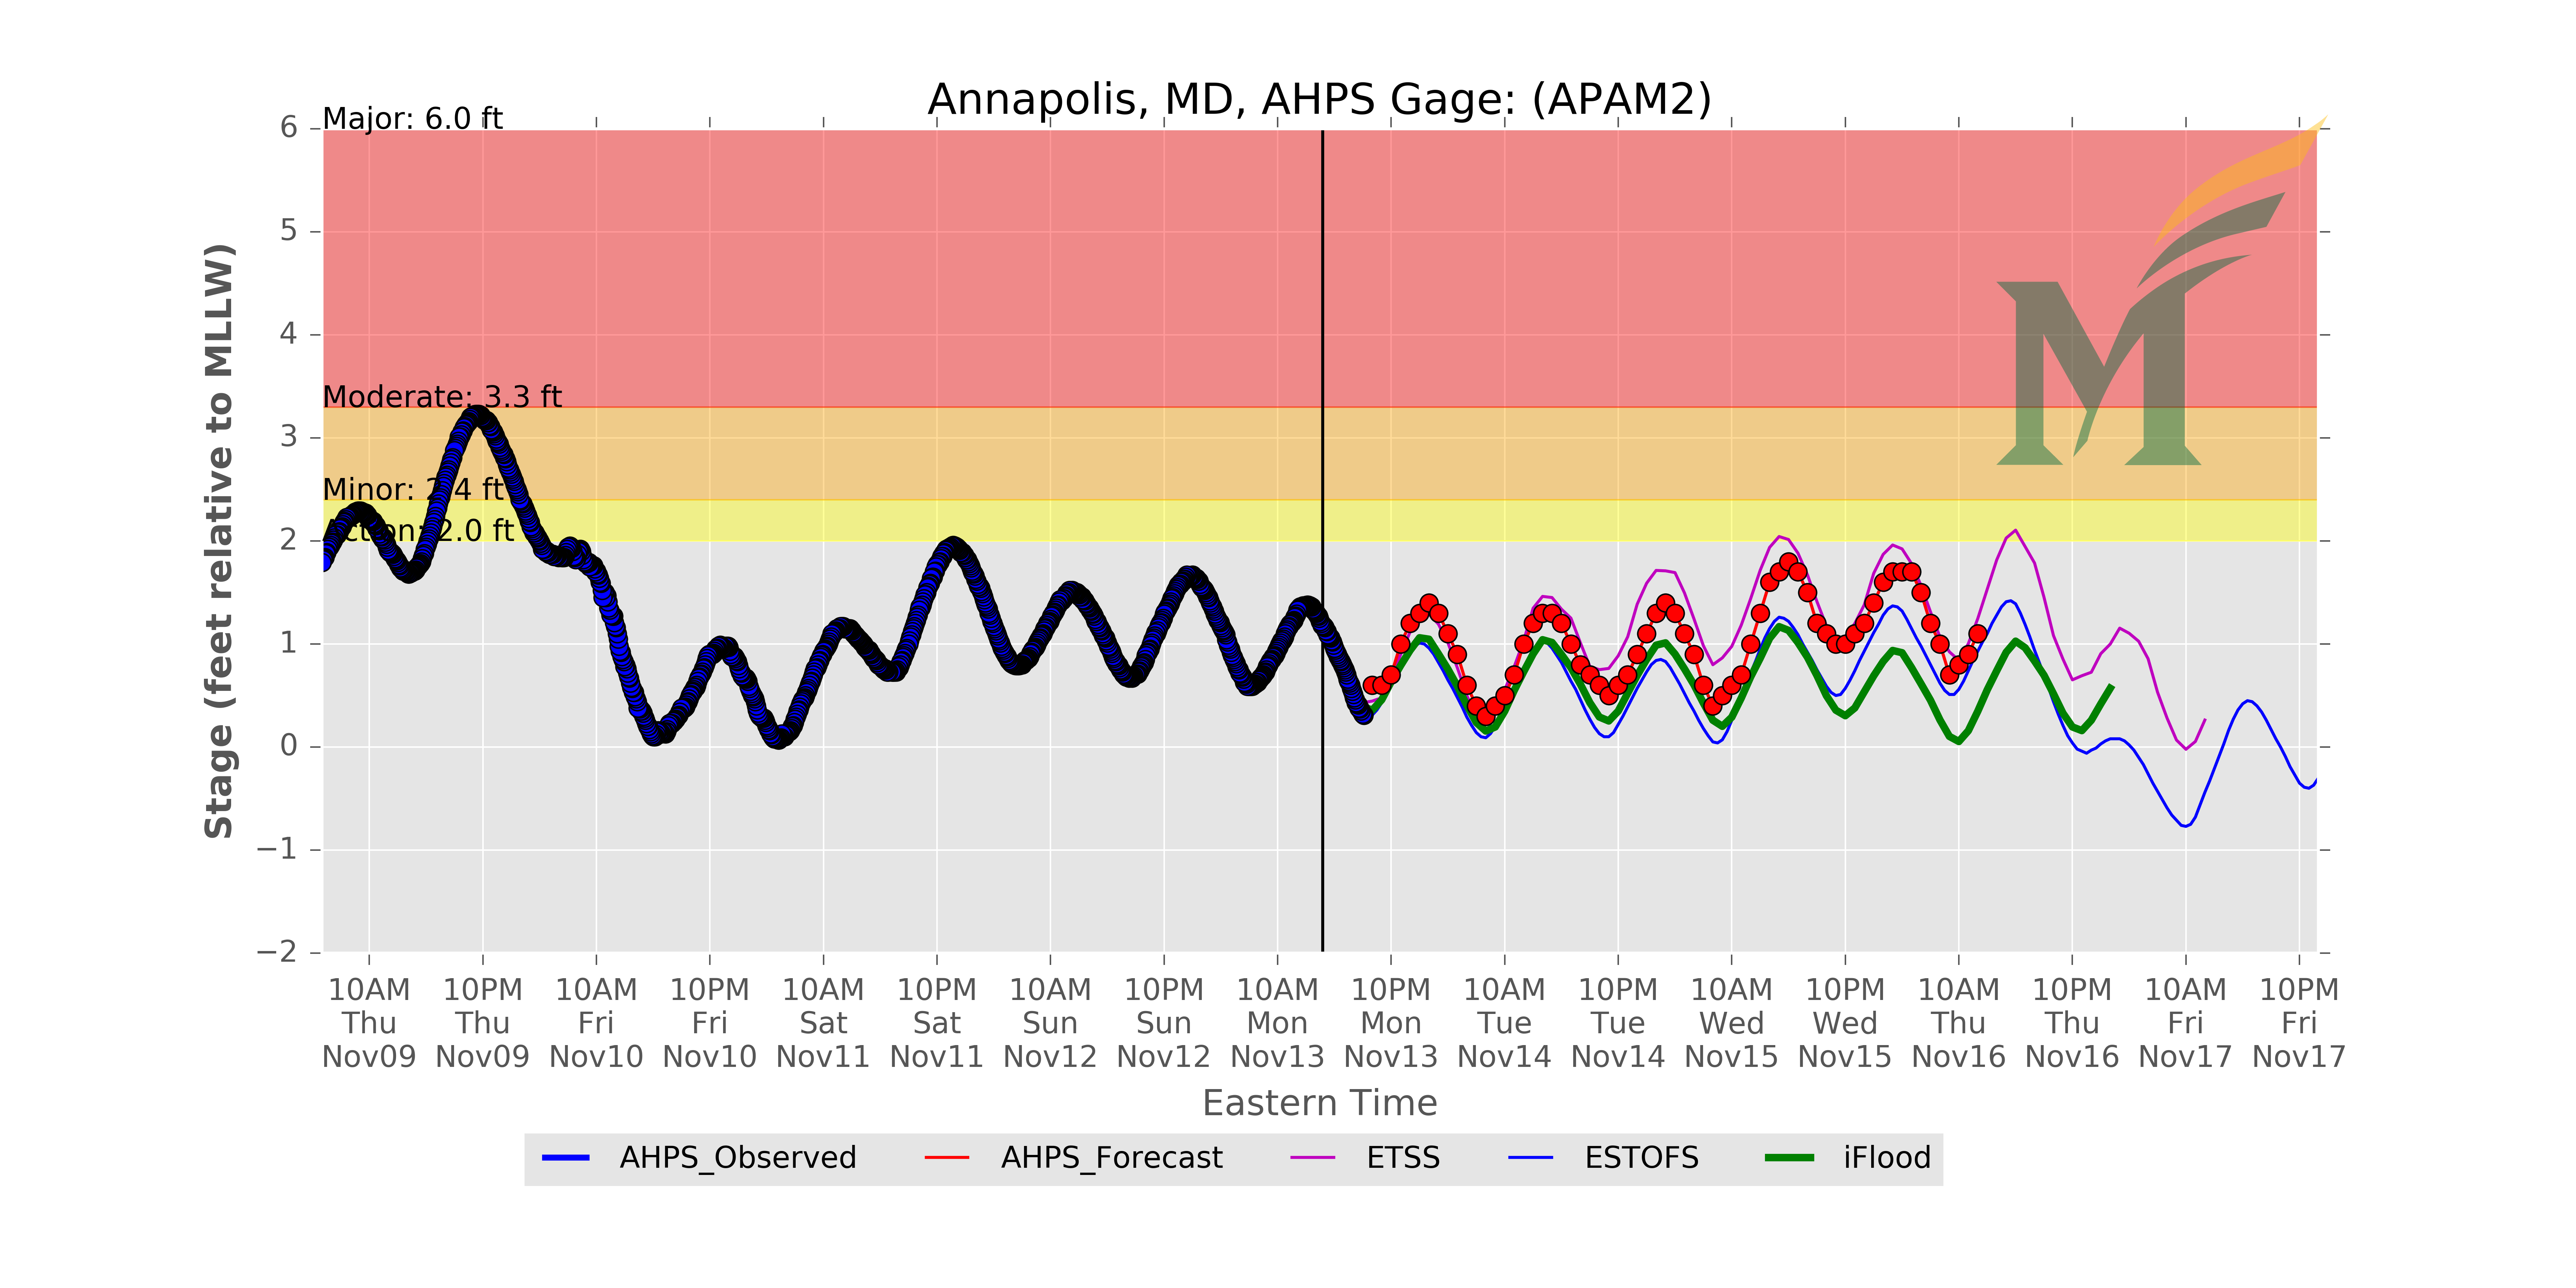 Annapolis, MD, AHPS Gage: (APAM2)
Major: 6.0 ft
Moderate: 3.3 ft
Minor: 2.4 ft
Action: 2.0 ft
6
5
4
3
2
1
0
−1
−2
Stage (feet relative to MLLW)
10AM 10PM 10AM 10PM 10AM 10PM 10AM 10PM 10AM 10PM 10AM 10PM 10AM 10PM 10AM 10PM 10AM 10PM
Thu Thu Fri Fri Sat Sat Sun Sun Mon Mon Tue Tue Wed Wed Thu Thu Fri Fri
Nov09 Nov09 Nov10 Nov10 Nov11 Nov11 Nov12 Nov12 Nov13 Nov13 Nov14 Nov14 Nov15 Nov15 Nov16 Nov16 Nov17 Nov17
Eastern Time
AHPS_Observed AHPS_Forecast ETSS ESTOFS iFlood
M